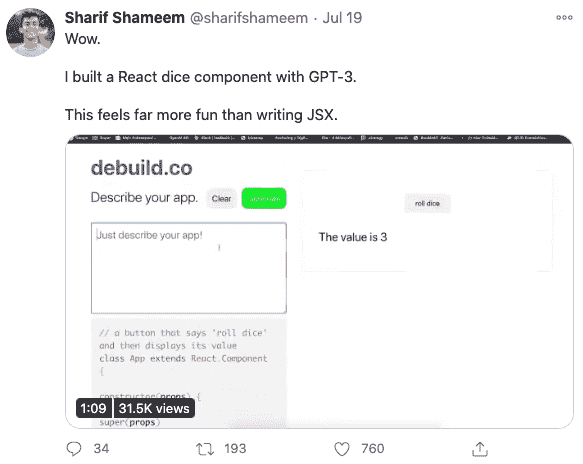 Sharif Shameem @sharifshameem · Jul 19
Wow.
I built a React dice component with GPT-3.
This feels far more fun than writing JSX.
debuild.co
Describe your app.
Clear
roll dice
Just describe your app!
The value is 3
// a button that says 'roll dice'
and then displays its value
class App extends React.Component
{
constructor(props) {
super(props)
1:09
31.5K views
34
193
760